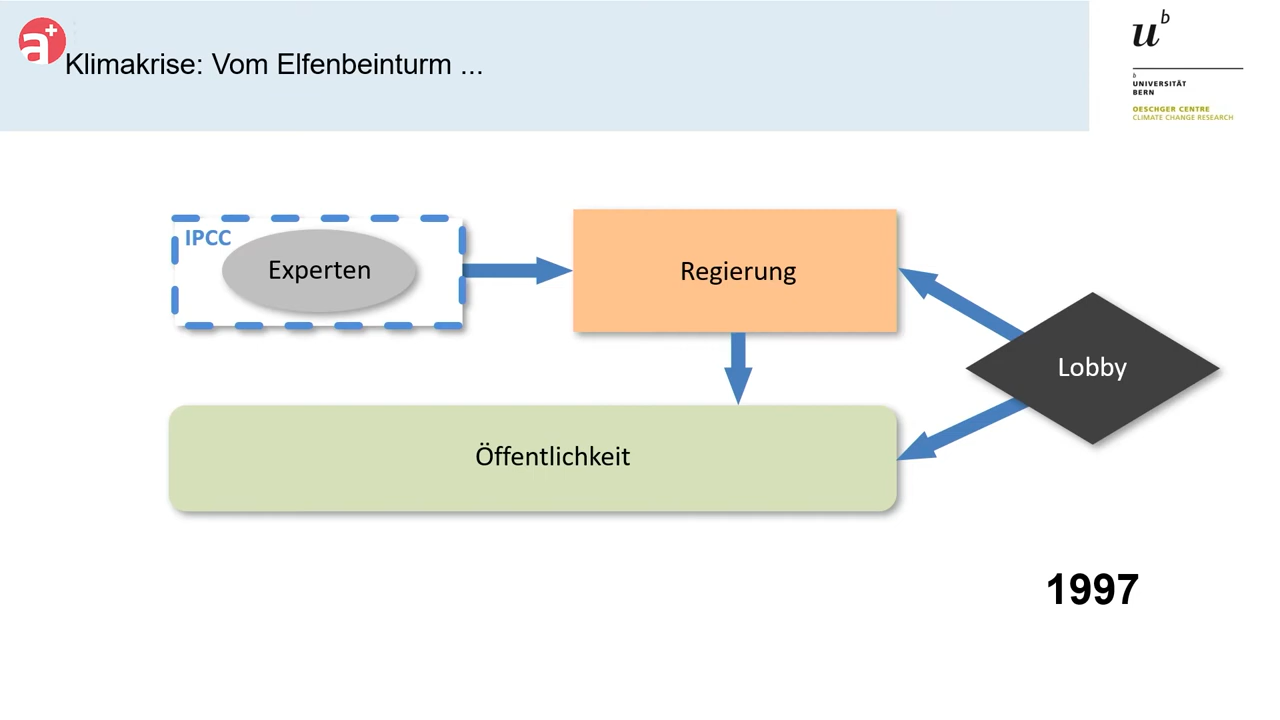 a+
Klimakrise: Vom Elfenbeinturm ...
u
b
b
UNIVERSITÄT
BERN
OESCHGER CENTRE
CLIMATE CHANGE RESEARCH
IPCC
Experten
Regierung
Lobby
Öffentlichkeit
1997